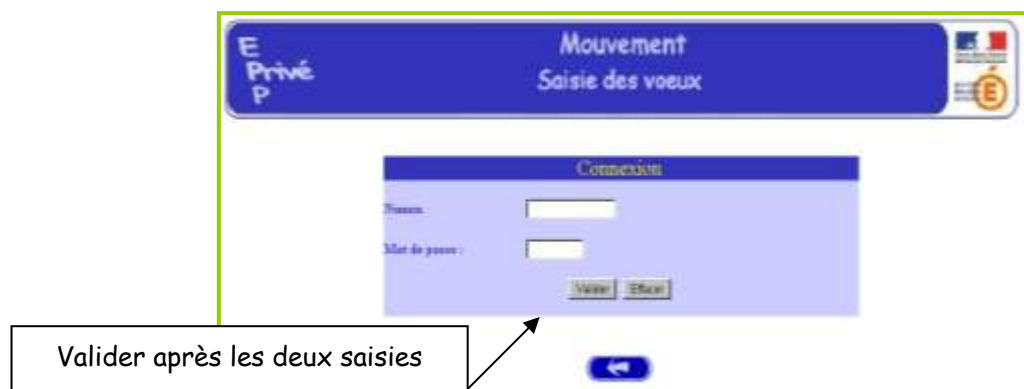 E
Privé
P
Mouvement
Saisie des voeux
Connexion
Numen
Mot de passe :
Valider Effacer
Valider après les deux saisies